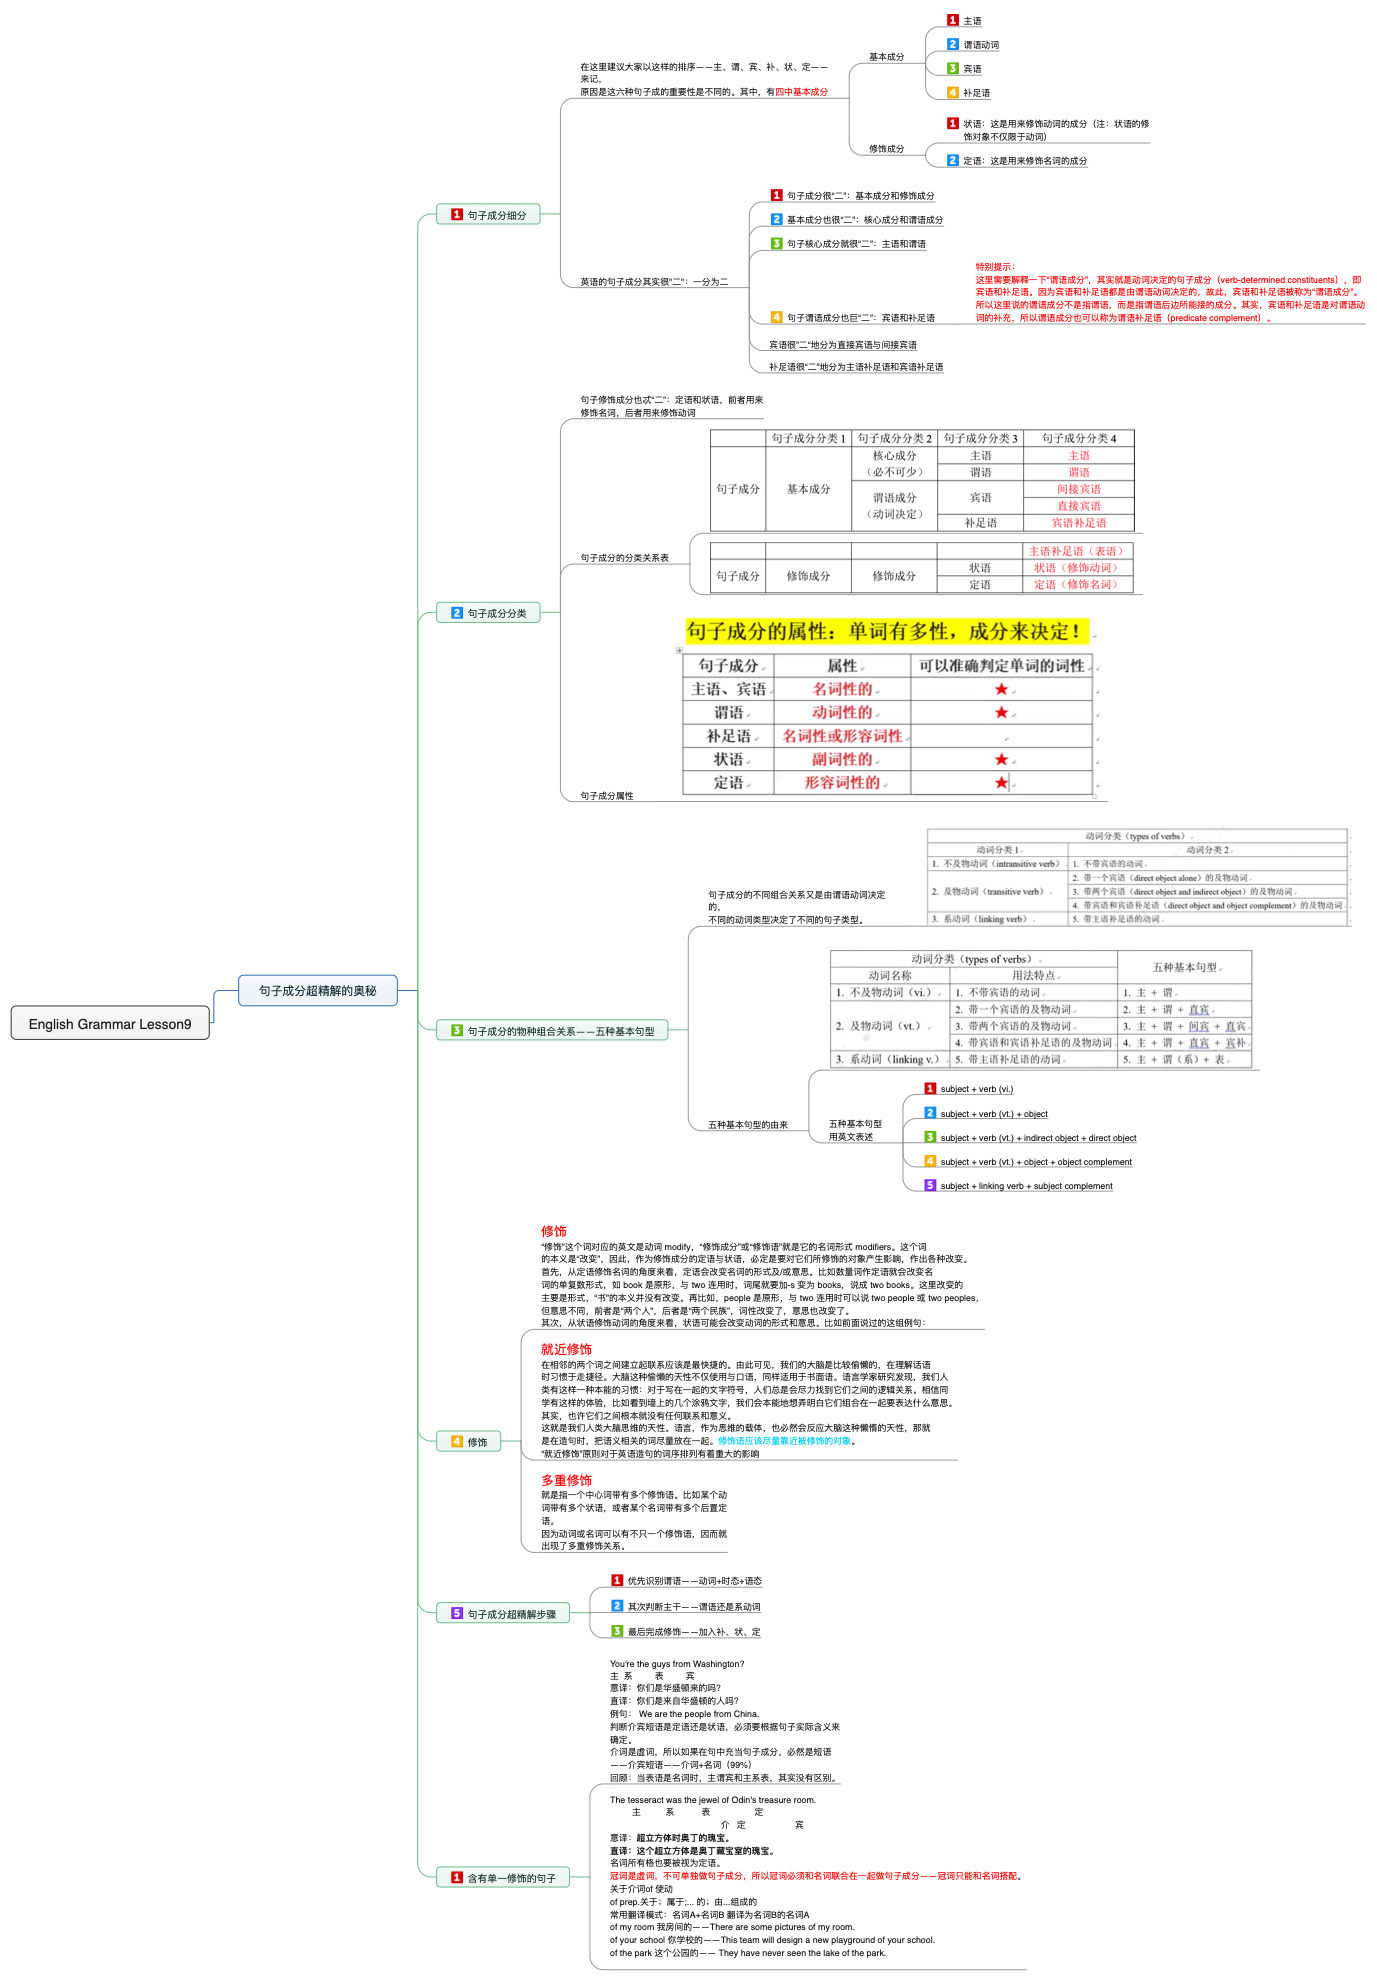 English Grammar Lesson9
句子成分超精解的奥秘
1 句子成分细分
在这里建议大家以这样的排序——主、谓、宾、补、状、定——
来记，
原因是这六种句子成的重要性是不同的。其中，有四中基本成分
基本成分
1 主语
2 谓语动词
3 宾语
4 补足语
修饰成分
1 状语：这是用来修饰动词的成分（注：状语的修
饰对象不仅限于动词）
2 定语：这是用来修饰名词的成分
英语的句子成分其实很“二”：一分为二
1 句子成分很“二”：基本成分和修饰成分
2 基本成分也很“二”：核心成分和谓语成分
3 句子核心成分就很“二”：主语和谓语
4 句子谓语成分也巨“二”：宾语和补足语
特别提示：
这里需要解释一下“谓语成分”，其实就是动词决定的句子成分（verb-determined constituents），即
宾语和补足语。因为宾语和补足语都是由谓语动词决定的，故此，宾语和补足语被称为“谓语成分”。
所以这里说的谓语成分不是指谓语，而是指谓语后边所能接的成分。其实，宾语和补足语是对谓语动
词的补充，所以谓语成分也可以称为谓语补足语（predicate complement）。
宾语很“二”地分为直接宾语与间接宾语
补足语很“二”地分为主语补足语和宾语补足语
2 句子成分分类
句子修饰成分也忒“二”：定语和状语，前者用来
修饰名词，后者用来修饰动词
句子成分的分类关系表
句子成分分类 1 句子成分分类 2 句子成分分类 3 句子成分分类 4
句子成分 基本成分 核心成分（必不可少） 主语 主语
谓语 谓语
谓语成分（动词决定） 宾语 间接宾语
直接宾语
补足语 宾语补足语
主语补足语（表语）
句子成分 修饰成分 修饰成分 状语 状语（修饰动词）
定语 定语（修饰名词）
句子成分属性
句子成分的属性：单词有多性，成分来决定！
句子成分 属性 可以准确判定单词的词性
主语、宾语 名词性的 ★
谓语 动词性的 ★
补足语 名词性或形容词性
状语 副词性的 ★
定语 形容词性的 ★
3 句子成分的物种组合关系——五种基本句型
句子成分的不同组合关系又是由谓语动词决定
的，
不同的动词类型决定了不同的句子类型。
动词分类（types of verbs）
动词分类 1 动词分类 2
1. 不及物动词（intransitive verb） 1. 不带宾语的动词
2. 及物动词（transitive verb） 2. 带一个宾语（direct object alone）的及物动词
3. 带两个宾语（direct object and indirect object）的及物动词
4. 带宾语和宾语补足语（direct object and object complement）的及物动词
3. 系动词（linking verb） 5. 带主语补足语的动词
五种基本句型的由来
动词分类（types of verbs） 五种基本句型
动词名称 用法特点
1. 不及物动词（vi.） 1. 不带宾语的动词 1. 主 + 谓
2. 及物动词（vt.） 2. 带一个宾语的及物动词 2. 主 + 谓 + 直宾
3. 带两个宾语的及物动词 3. 主 + 谓 + 间宾 + 直宾
4. 带宾语和宾语补足语的及物动词 4. 主 + 谓 + 直宾 + 宾补
3. 系动词（linking v.） 5. 带主语补足语的动词 5. 主 + 谓（系）+ 表
五种基本句型
用英文表述
1 subject + verb (vi.)
2 subject + verb (vt.) + object
3 subject + verb (vt.) + indirect object + direct object
4 subject + verb (vt.) + object + object complement
5 subject + linking verb + subject complement
4 修饰
修饰
“修饰”这个词对应的英文是动词 modify，“修饰成分”或“修饰语”就是它的名词形式 modifiers。这个词
的本义是“改变”，因此，作为修饰成分的定语与状语，必定是要对它们所修饰的对象产生影响，作出各种改变。
首先，从定语修饰名词的角度来看，定语会改变名词的形式及/或意思。比如数量词作定语就会改变名
词的单复数形式，如 book 是原形，与 two 连用时，词尾就要加-s 变为 books，说成 two books。这里改变的
主要是形式，“书”的本义并没有改变。再比如，people 是原形，与 two 连用时可以说 two people 或 two peoples，
但意思不同，前者是“两个人”，后者是“两个民族”，词性改变了，意思也改变了。
其次，从状语修饰动词的角度来看，状语可能会改变动词的形式和意思。比如前面说过的这组例句：
就近修饰
在相邻的两个词之间建立起联系应该是最快捷的。由此可见，我们的大脑是比较偷懒的，在理解话语
时习惯于走捷径。大脑这种偷懒的天性不仅使用与口语，同样适用于书面语。语言学家研究发现，我们人
类有这样一种本能的习惯：对于写在一起的文字符号，人们总是会尽力找到它们之间的逻辑关系。相信同
学有这样的体验，比如看到墙上的几个涂鸦文字，我们会本能地想弄明白它们组合在一起要表达什么意思。
其实，也许它们之间根本就没有任何联系和意义。
这就是我们人类大脑思维的天性。语言，作为思维的载体，也必然会反应大脑这种懒惰的天性，那就
是在造句时，把语义相关的词尽量放在一起。修饰语应该尽量靠近被修饰的对象。
“就近修饰”原则对于英语造句的词序排列有着重大的影响
多重修饰
就是指一个中心词带有多个修饰语。比如某个动
词带有多个状语，或者某个名词带有多个后置定
语。
因为动词或名词可以有不只一个修饰语，因而就
出现了多重修饰关系。
5 句子成分超精解步骤
1 优先识别谓语——动词+时态+语态
2 其次判断主干——谓语还是系动词
3 最后完成修饰——加入补、状、定
1 含有单一修饰的句子
You're the guys from Washington?
主 系 表 宾
意译：你们是华盛顿来的吗？
直译：你们是来自华盛顿的人吗？
例句： We are the people from China.
判断介宾短语是定语还是状语，必须要根据句子实际含义来
确定。
介词是虚词，所以如果在句中充当句子成分，必然是短语
——介宾短语——介词+名词（99%）
回顾：当表语是名词时，主谓宾和主系表，其实没有区别。
The tesseract was the jewel of Odin's treasure room.
主 系 表 定
介 定 宾
意译：超立方体时奥丁的瑰宝。
直译：这个超立方体是奥丁藏宝室的瑰宝。
名词所有格也要被视为定语。
冠词是虚词，不可单独做句子成分，所以冠词必须和名词联合在一起做句子成分——冠词只能和名词搭配。
关于介词of 使动
of prep.关于；属于;... 的；由...组成的
常用翻译模式：名词A+名词B 翻译为名词B的名词A
of my room 我房间的——There are some pictures of my room.
of your school 你学校的——This team will design a new playground of your school.
of the park 这个公园的—— They have never seen the lake of the park.